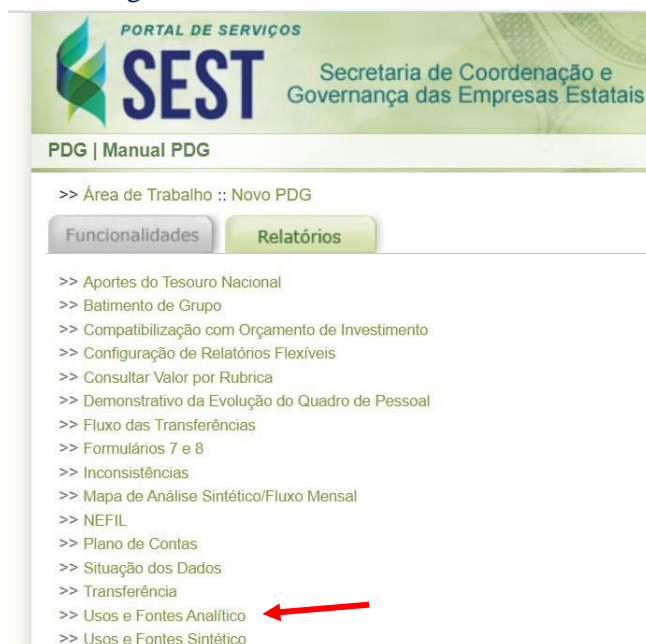 PORTAL DE SERVIÇOS
SEST
Secretaria de Coordenação e
Governança das Empresas Estatais
PDG | Manual PDG
>> Área de Trabalho :: Novo PDG
Funcionalidades
Relatórios
>> Aportes do Tesouro Nacional
>> Batimento de Grupo
>> Compatibilização com Orçamento de Investimento
>> Configuração de Relatórios Flexíveis
>> Consultar Valor por Rubrica
>> Demonstrativo da Evolução do Quadro de Pessoal
>> Fluxo das Transferências
>> Formulários 7 e 8
>> Inconsistências
>> Mapa de Análise Sintético/Fluxo Mensal
>> NEFIL
>> Plano de Contas
>> Situação dos Dados
>> Transferência
>> Usos e Fontes Analítico
>> Usos e Fontes Sintético